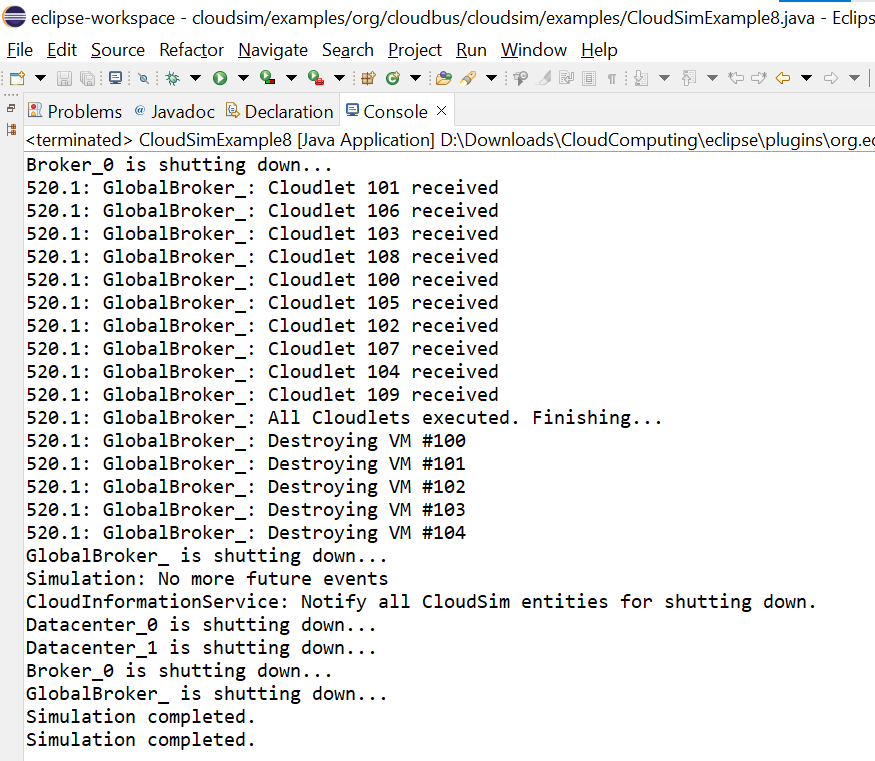 eclipse-workspace - cloudsim/examples/org/cloudbus/cloudsim/examples/CloudSimExample8.java - Eclips
File Edit Source Refactor Navigate Search Project Run Window Help
Problems @ Javadoc Declaration Console
<terminated> CloudSimExample8 [Java Application] D:\Downloads\CloudComputing\eclipse\plugins\org.ec
Broker_0 is shutting down...
520.1: GlobalBroker_: Cloudlet 101 received
520.1: GlobalBroker_: Cloudlet 106 received
520.1: GlobalBroker_: Cloudlet 103 received
520.1: GlobalBroker_: Cloudlet 108 received
520.1: GlobalBroker_: Cloudlet 100 received
520.1: GlobalBroker_: Cloudlet 105 received
520.1: GlobalBroker_: Cloudlet 102 received
520.1: GlobalBroker_: Cloudlet 107 received
520.1: GlobalBroker_: Cloudlet 104 received
520.1: GlobalBroker_: Cloudlet 109 received
520.1: GlobalBroker_: All Cloudlets executed. Finishing...
520.1: GlobalBroker_: Destroying VM #100
520.1: GlobalBroker_: Destroying VM #101
520.1: GlobalBroker_: Destroying VM #102
520.1: GlobalBroker_: Destroying VM #103
520.1: GlobalBroker_: Destroying VM #104
GlobalBroker_ is shutting down...
Simulation: No more future events
CloudInformationService: Notify all CloudSim entities for shutting down.
Datacenter_0 is shutting down...
Datacenter_1 is shutting down...
Broker_0 is shutting down...
GlobalBroker_ is shutting down...
Simulation completed.
Simulation completed.